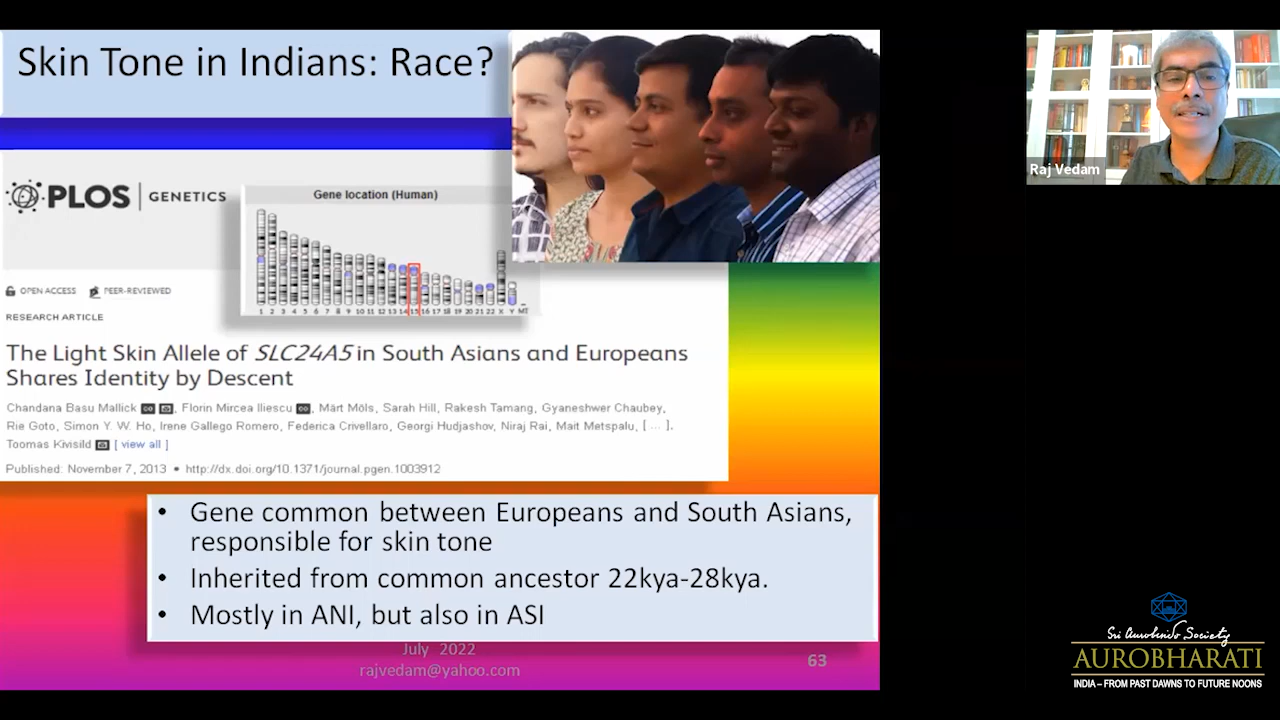 Skin Tone in Indians: Race?
Raj Vedam
PLOS | GENETICS
Gene location (Human)
1 2 3 4 5 6 7 8 9 10 11 12 13 14 15 16 17 18 19 20 21 22 X Y MT
OPEN ACCESS PEER-REVIEWED
RESEARCH ARTICLE
The Light Skin Allele of SLC24A5 in South Asians and Europeans
Shares Identity by Descent
Chandana Basu Mallick, Florin Mircea Iliescu, Märt Möls, Sarah Hill, Rakesh Tamang, Gyaneshwer Chaubey,
Rie Goto, Simon Y. W. Ho, Irene Gallego Romero, Federica Crivellaro, Georgi Hudjashov, Niraj Rai, Mait Metspalu, [ ... ],
Toomas Kivisild [ view all ]
Published: November 7, 2013 • http://dx.doi.org/10.1371/journal.pgen.1003912
• Gene common between Europeans and South Asians,
responsible for skin tone
• Inherited from common ancestor 22kya-28kya.
• Mostly in ANI, but also in ASI
July 2022
rajvedam@yahoo.com
63
Sri Aurobindo Society
AUROBHARATI
INDIA – FROM PAST DAWNS TO FUTURE NOONS